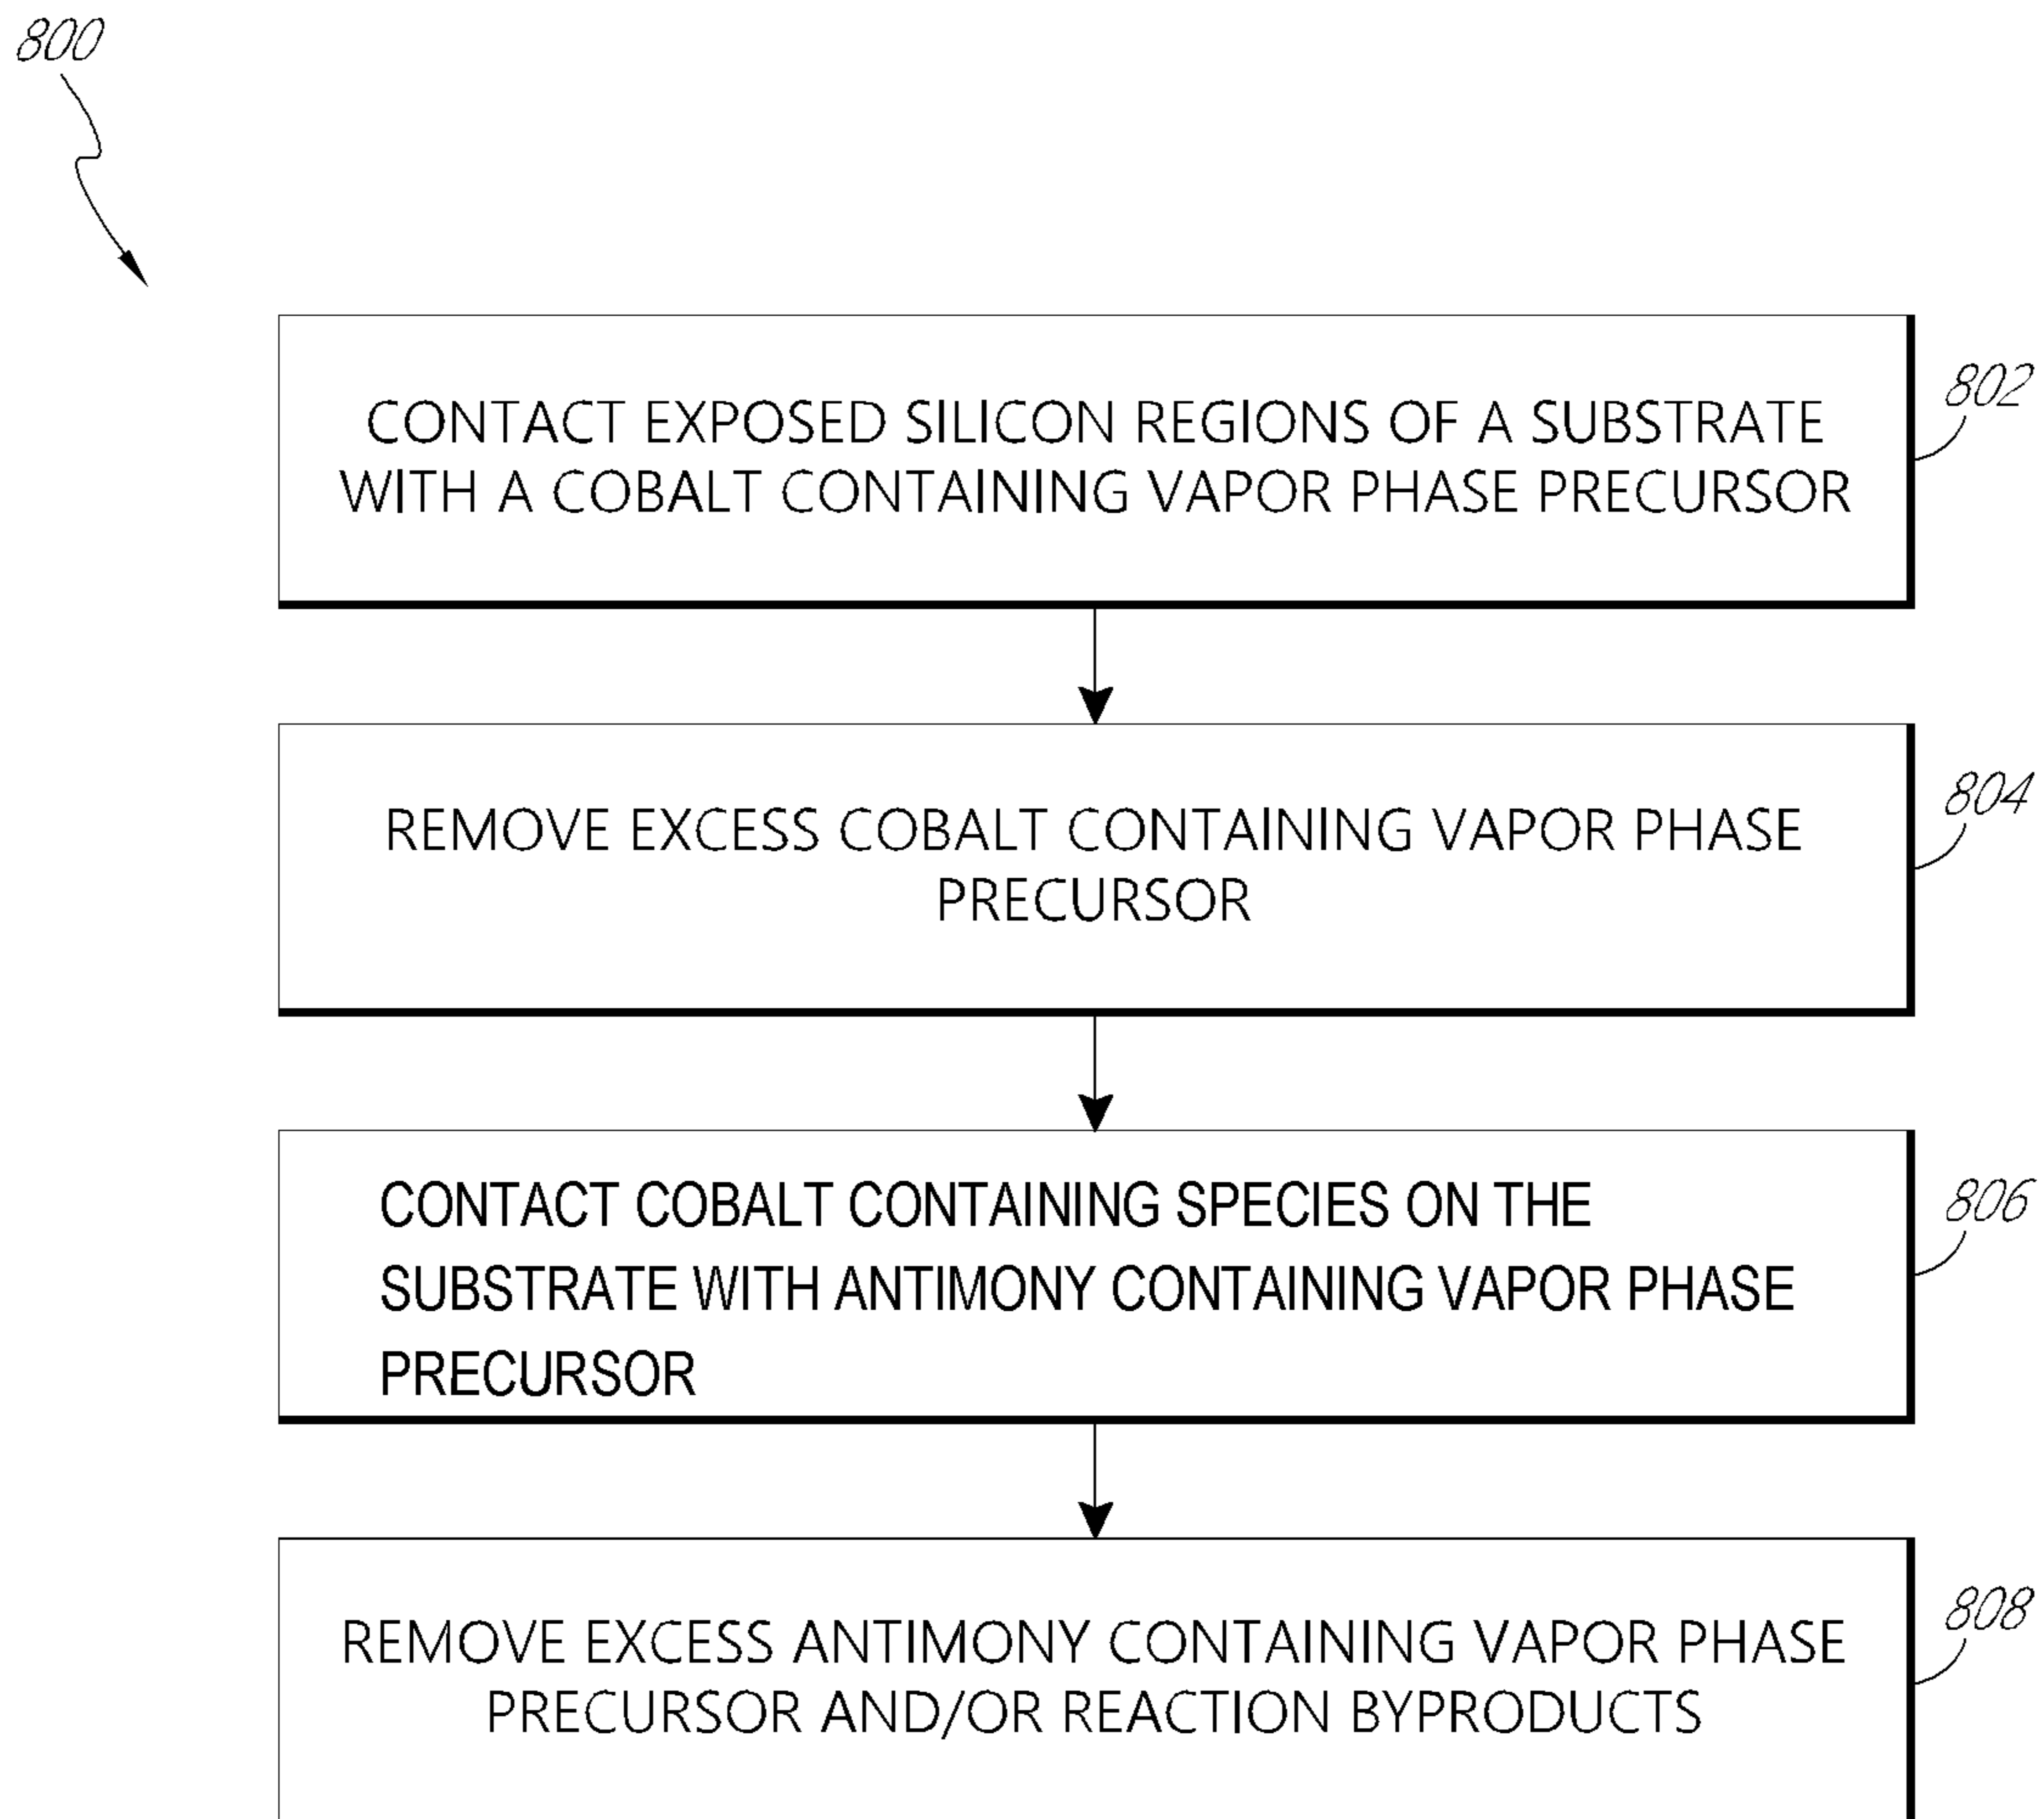 800
CONTACT EXPOSED SILICON REGIONS OF A SUBSTRATE
WITH A COBALT CONTAINING VAPOR PHASE PRECURSOR
802
REMOVE EXCESS COBALT CONTAINING VAPOR PHASE
PRECURSOR
804
CONTACT COBALT CONTAINING SPECIES ON THE
SUBSTRATE WITH ANTIMONY CONTAINING VAPOR PHASE
PRECURSOR
806
REMOVE EXCESS ANTIMONY CONTAINING VAPOR PHASE
PRECURSOR AND/OR REACTION BYPRODUCTS
808